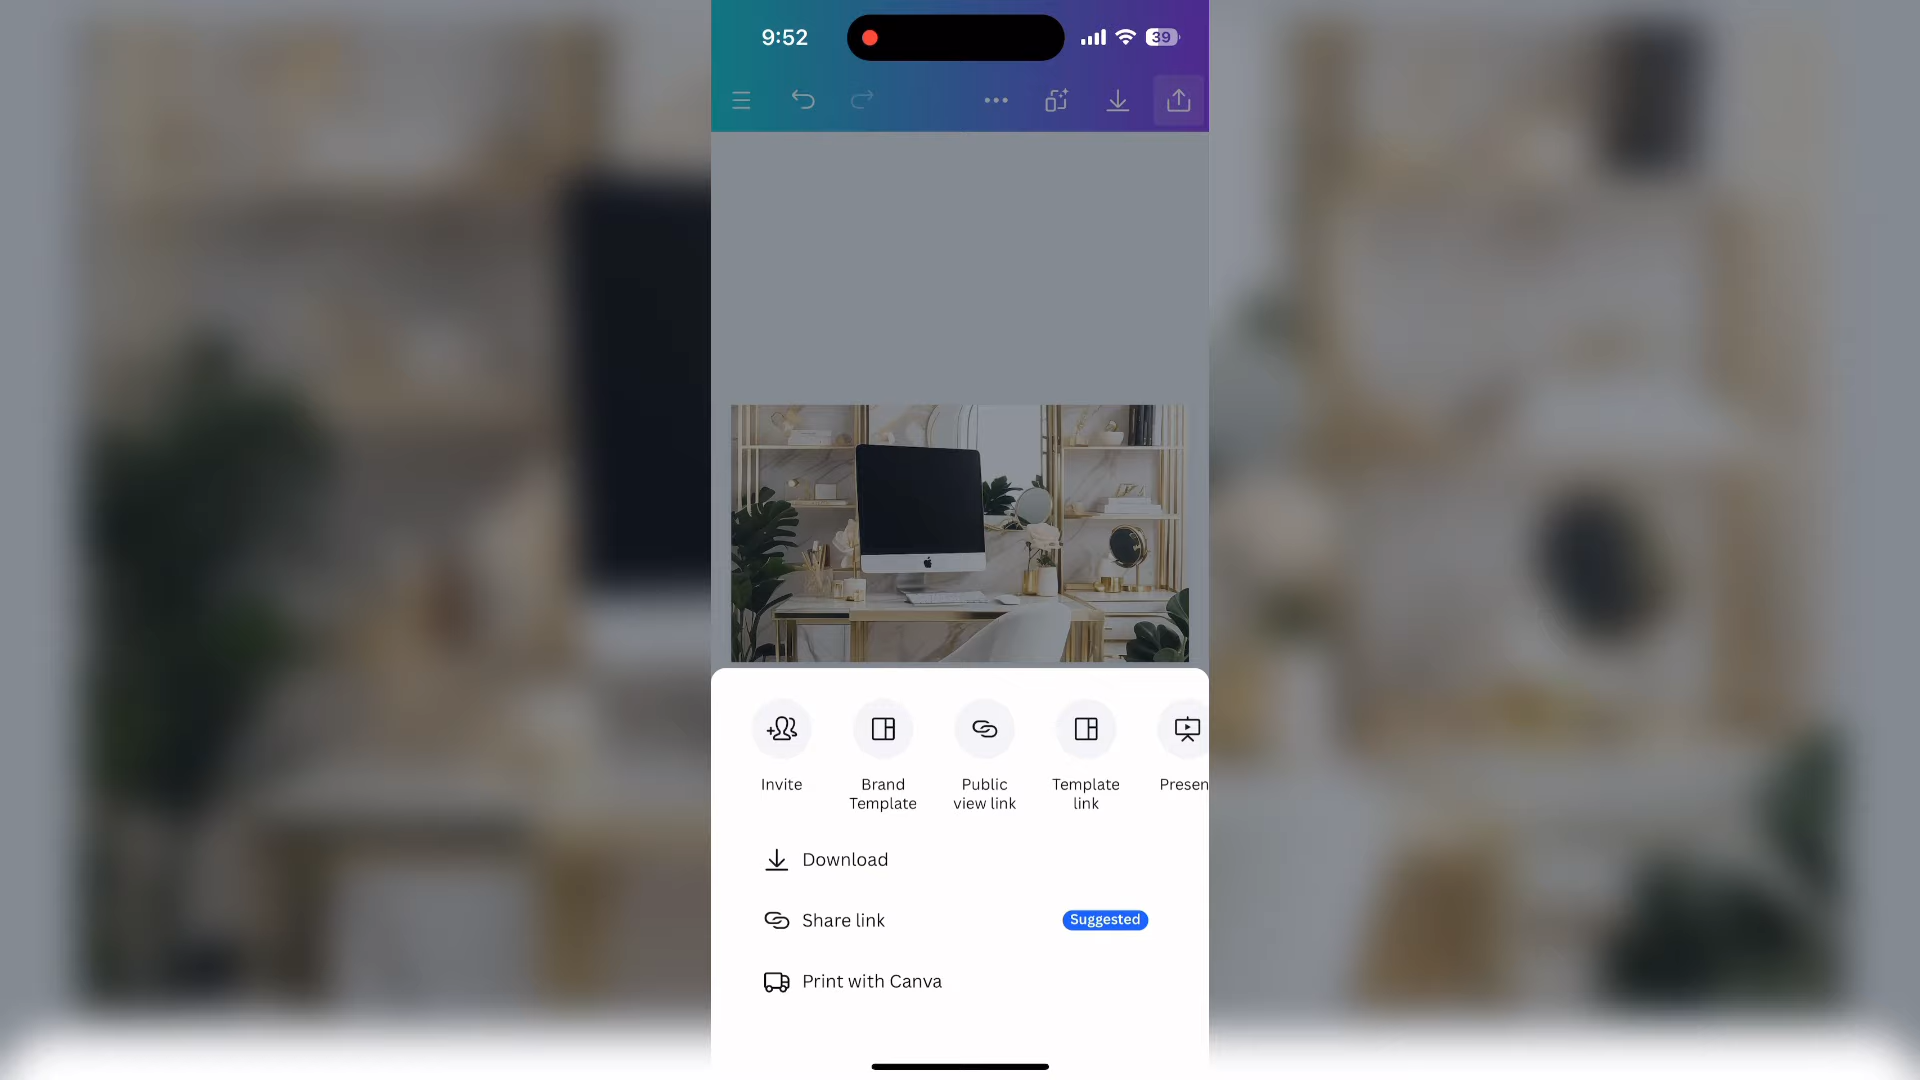 9:52
39
Invite
Brand
Template
Public
view link
Template
link
Presen
Download
Share link
Suggested
Print with Canva